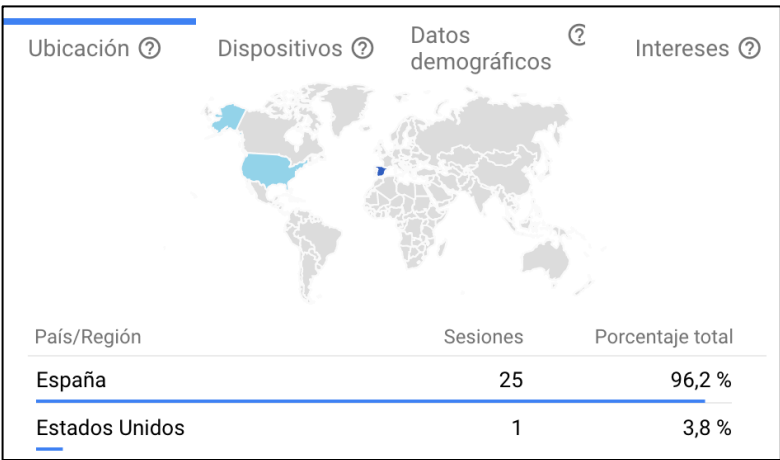 Ubicación ?
Dispositivos ?
Datos
demográficos ?
Intereses ?
País/Región Sesiones Porcentaje total
España 25 96,2 %
Estados Unidos 1 3,8 %